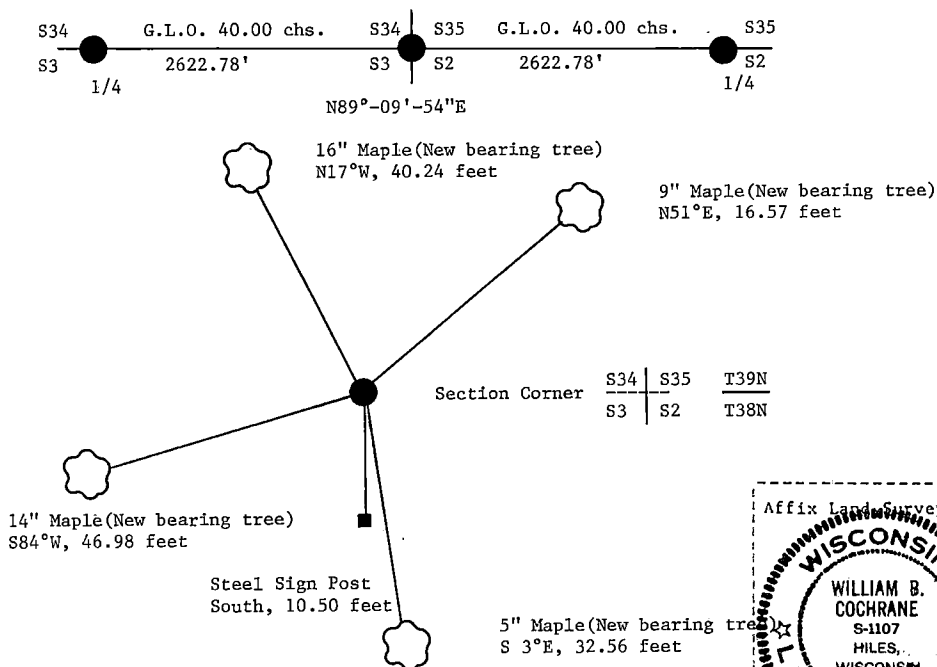 S34 G.L.O. 40.00 chs. S34 S35 G.L.O. 40.00 chs. S35
S3 2622.78' S3 S2 2622.78' S2
1/4 1/4
N89°-09'-54"E
16" Maple(New bearing tree)
N17°W, 40.24 feet
9" Maple(New bearing tree)
N51°E, 16.57 feet
Section Corner S34 S35 T39N
S3 S2 T38N
14" Maple(New bearing tree)
S84°W, 46.98 feet
Steel Sign Post
South, 10.50 feet
5" Maple(New bearing tree)
S 3°E, 32.56 feet
Affix Land Surve
WISCONSI
WILLIAM B.
COCHRANE
S-1107
HILES,
WISCONSIN
L